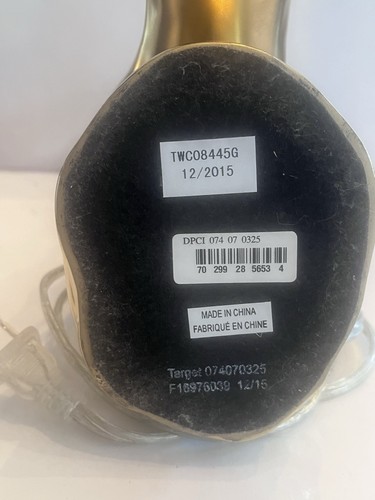 TWC08445G
12/2015
DPCI 074 07 0325
70 299 28 5653 4
MADE IN CHINA
FABRIQUÉ EN CHINE
Target 074070325
F16976039 12/15